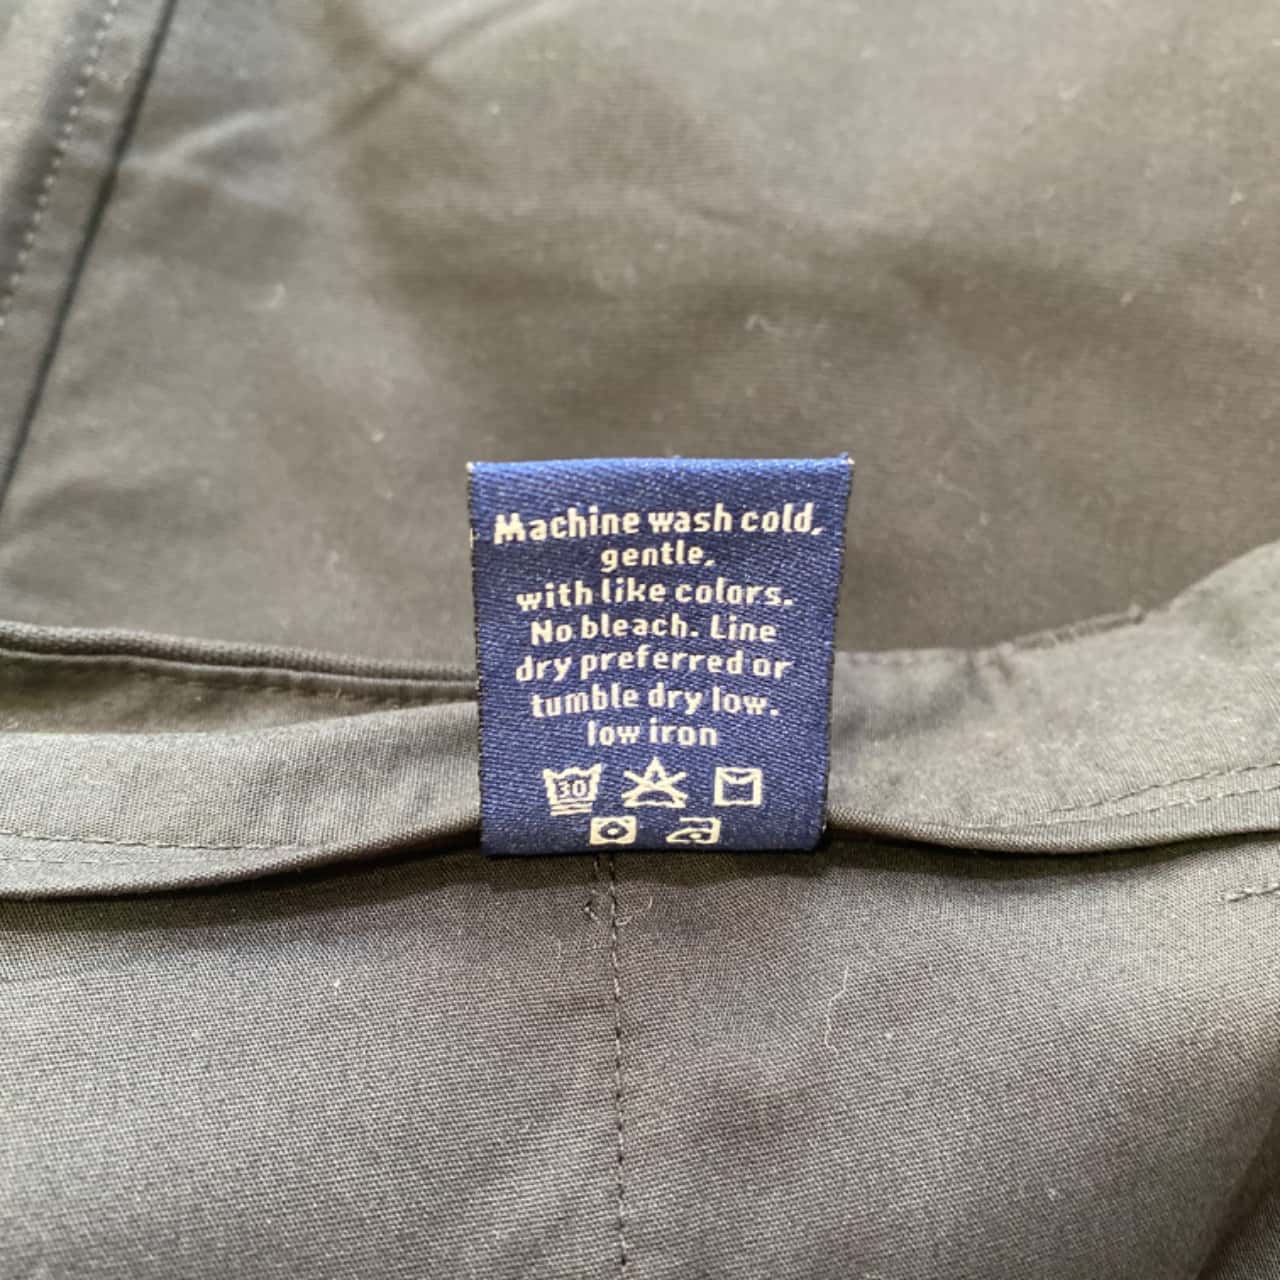 Machine wash cold,
gentle,
with like colors.
No bleach. Line
dry preferred or
tumble dry low.
low iron
30